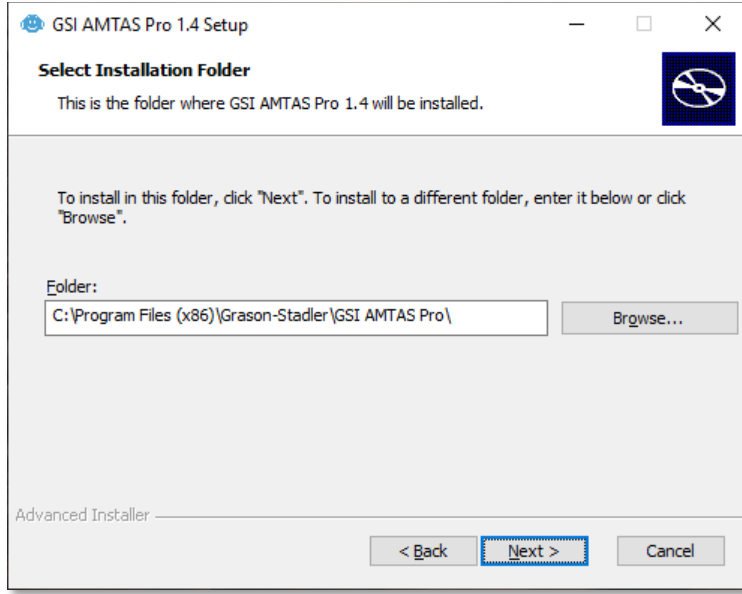 GSI AMTAS Pro 1.4 Setup
Select Installation Folder
This is the folder where GSI AMTAS Pro 1.4 will be installed.
To install in this folder, click "Next". To install to a different folder, enter it below or click
"Browse".
Folder:
C:\Program Files (x86)\Grason-Stadler\GSI AMTAS Pro\
Browse...
Advanced Installer
< Back
Next >
Cancel